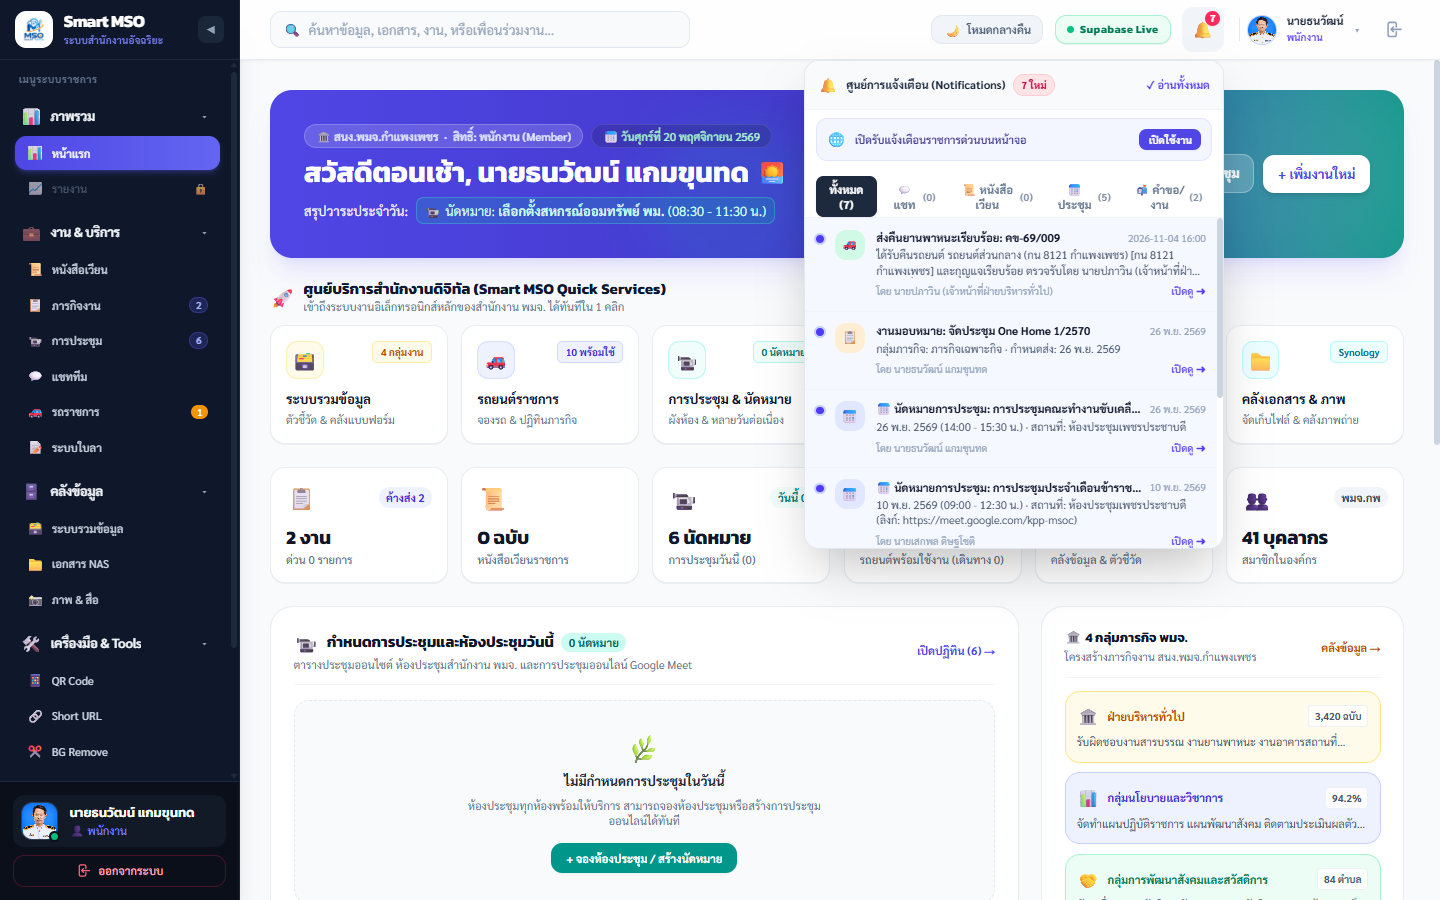 Smart MSO
ระบบสำนักงานอัจฉริยะ
◀
ค้นหาข้อมูล, เอกสาร, งาน, หรือเพื่อนร่วมงาน...
โหมดกลางคืน
Supabase Live
7
นายธนวัฒน์
พนักงาน
เมนูระบบราชการ
ภาพรวม
หน้าแรก
รายงาน
งาน & บริการ
หนังสือเวียน
ภารกิจงาน
2
การประชุม
6
แชททีม
รถราชการ
1
ระบบใบลา
คลังข้อมูล
ระบบรวมข้อมูล
เอกสาร NAS
ภาพ & สื่อ
เครื่องมือ & Tools
QR Code
Short URL
BG Remove
นายธนวัฒน์ แกมขุนทด
พนักงาน
ออกจากระบบ
สนง.พมจ.กำแพงเพชร · สิทธิ์: พนักงาน (Member)
วันศุกร์ที่ 20 พฤศจิกายน 2569
สวัสดีตอนเช้า, นายธนวัฒน์ แกมขุนทด
สรุปวาระประจำวัน:
นัดหมาย: เลือกตั้งสหกรณ์ออมทรัพย์ พม. (08:30 - 11:30 น.)
+ เพิ่มงานใหม่
ศูนย์การแจ้งเตือน (Notifications)
7 ใหม่
✓ อ่านทั้งหมด
เปิดรับแจ้งเตือนราชการด่วนบนหน้าจอ
เปิดใช้งาน
ทั้งหมด (7)
แชท (0)
หนังสือเวียน (0)
ประชุม (5)
คำขอ/งาน (2)
ส่งคืนยานพาหนะเรียบร้อย: คข-69/009
2026-11-04 16:00
ได้รับคืนรถยนต์ รถยนต์ส่วนกลาง (กน 8121 กำแพงเพชร) [กน 8121
กำแพงเพชร] และกุญแจเรียบร้อย ตรวจรับโดย นายปภาวิน (เจ้าหน้าที่ฝ่า...
โดย นายปภาวิน (เจ้าหน้าที่ฝ่ายบริหารทั่วไป)
เปิดดู ➜
งานมอบหมาย: จัดประชุม One Home 1/2570
26 พ.ย. 2569
กลุ่มภารกิจ: ภารกิจเฉพาะกิจ · กำหนดส่ง: 26 พ.ย. 2569
โดย นายธนวัฒน์ แกมขุนทด
เปิดดู ➜
นัดหมายการประชุม: การประชุมคณะทำงานขับเคลื...
26 พ.ย. 2569
26 พ.ย. 2569 (14:00 - 15:30 น.) · สถานที่: ห้องประชุมเพชรประชาบดี
โดย นายธนวัฒน์ แกมขุนทด
เปิดดู ➜
นัดหมายการประชุม: การประชุมประจำเดือนข้าราช...
10 พ.ย. 2569
10 พ.ย. 2569 (09:00 - 12:30 น.) · สถานที่: ห้องประชุมเพชรประชาบดี
(ลิงก์: https://meet.google.com/kpp-msoc)
โดย นายเสกพล ดิษฐโชติ
เปิดดู ➜
ศูนย์บริการสำนักงานดิจิทัล (Smart MSO Quick Services)
เข้าถึงระบบงานอิเล็กทรอนิกส์หลักของสำนักงาน พมจ. ได้ทันทีใน 1 คลิก
4 กลุ่มงาน
ระบบรวมข้อมูล
ตัวชี้วัด & คลังแบบฟอร์ม
10 พร้อมใช้
รถยนต์ราชการ
จองรถ & ปฏิทินภารกิจ
0 นัดหมาย
การประชุม & นัดหมาย
ผังห้อง & หลายวันต่อเนื่อง
Synology
คลังเอกสาร & ภาพ
จัดเก็บไฟล์ & คลังภาพถ่าย
ค้างส่ง 2
2 งาน
ด่วน 0 รายการ
0 ฉบับ
หนังสือเวียนราชการ
วันนี้ 0
6 นัดหมาย
การประชุมวันนี้ (0)
รถยนต์พร้อมใช้งาน (เดินทาง 0)
คลังข้อมูล & ตัวชี้วัด
พมจ.กพ
41 บุคลากร
สมาชิกในองค์กร
กำหนดการประชุมและห้องประชุมวันนี้
0 นัดหมาย
ตารางประชุมออนไซต์ ห้องประชุมสำนักงาน พมจ. และการประชุมออนไลน์ Google Meet
เปิดปฏิทิน (6) →
ไม่มีกำหนดการประชุมในวันนี้
ห้องประชุมทุกห้องพร้อมให้บริการ สามารถจองห้องประชุมหรือสร้างการประชุม
ออนไลน์ได้ทันที
+ จองห้องประชุม / สร้างนัดหมาย
4 กลุ่มภารกิจ พมจ.
โครงสร้างภารกิจงาน สนง.พมจ.กำแพงเพชร
คลังข้อมูล →
ฝ่ายบริหารทั่วไป
3,420 ฉบับ
รับผิดชอบงานสารบรรณ งานยานพาหนะ งานอาคารสถานที่...
กลุ่มนโยบายและวิชาการ
94.2%
จัดทำแผนปฏิบัติราชการ แผนพัฒนาสังคม ติดตามประเมินผลตัว...
กลุ่มการพัฒนาสังคมและสวัสดิการ
84 ตำบล